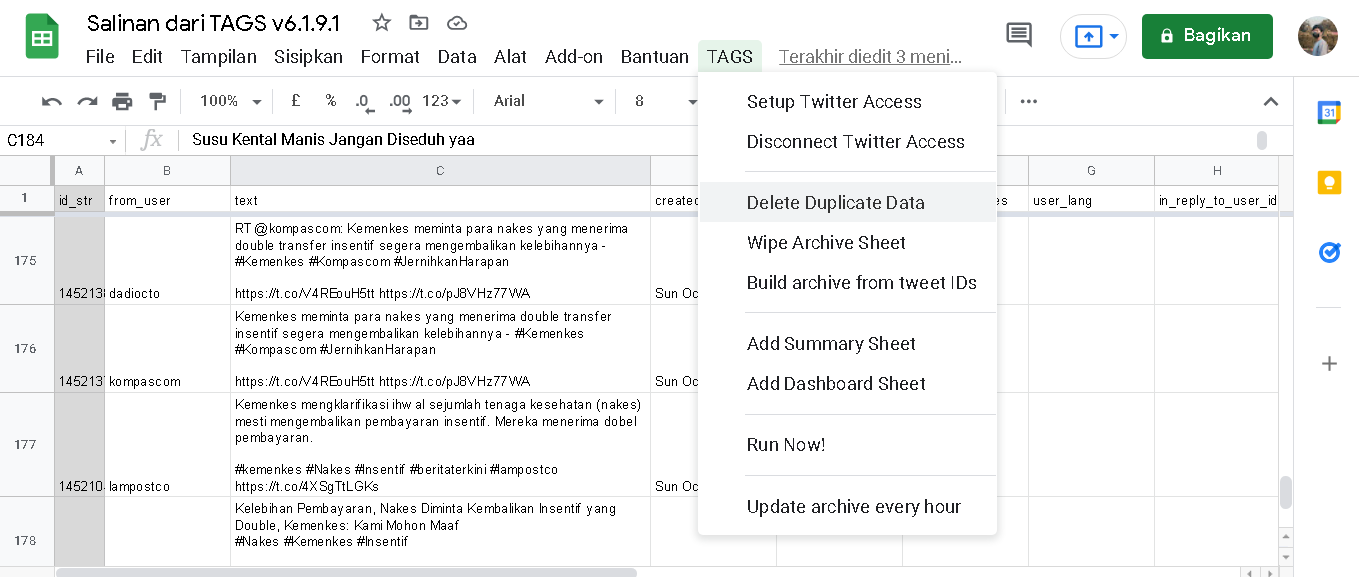 Salinan dari TAGS v6.1.9.1
File Edit Tampilan Sisipkan Format Data Alat Add-on Bantuan TAGS Terakhir diedit 3 meni...
Bagikan
100% £ % .0 .00 123 Arial 8
C184 fx Susu Kental Manis Jangan Diseduh yaa
A B C G H
1 id_str from_user text created es user_lang in_reply_to_user_id
RT @kompascom: Kemenkes meminta para nakes yang menerima
double transfer insentif segera mengembalikan kelebihannya -
#Kemenkes #Kompascom #JernihkanHarapan
175
145213 dadiocto https://t.co/V4REouH5tt https://t.co/pJ8VHz77WA Sun Oc
Kemenkes meminta para nakes yang menerima double transfer
insentif segera mengembalikan kelebihannya - #Kemenkes
#Kompascom #JernihkanHarapan
176
145213 kompascom https://t.co/V4REouH5tt https://t.co/pJ8VHz77WA Sun Oc
Kemenkes mengklarifikasi ihw al sejumlah tenaga kesehatan (nakes)
mesti mengembalikan pembayaran insentif. Mereka menerima dobel
pembayaran.
177
#kemenkes #Nakes #Insentif #beritaterkini #lampostco
145210 lampostco https://t.co/4XSgTtLGKs Sun Oc
Kelebihan Pembayaran, Nakes Diminta Kembalikan Insentif yang
Double, Kemenkes: Kami Mohon Maaf
#Nakes #Kemenkes #Insentif
178
Setup Twitter Access
Disconnect Twitter Access
Delete Duplicate Data
Wipe Archive Sheet
Build archive from tweet IDs
Add Summary Sheet
Add Dashboard Sheet
Run Now!
Update archive every hour
31